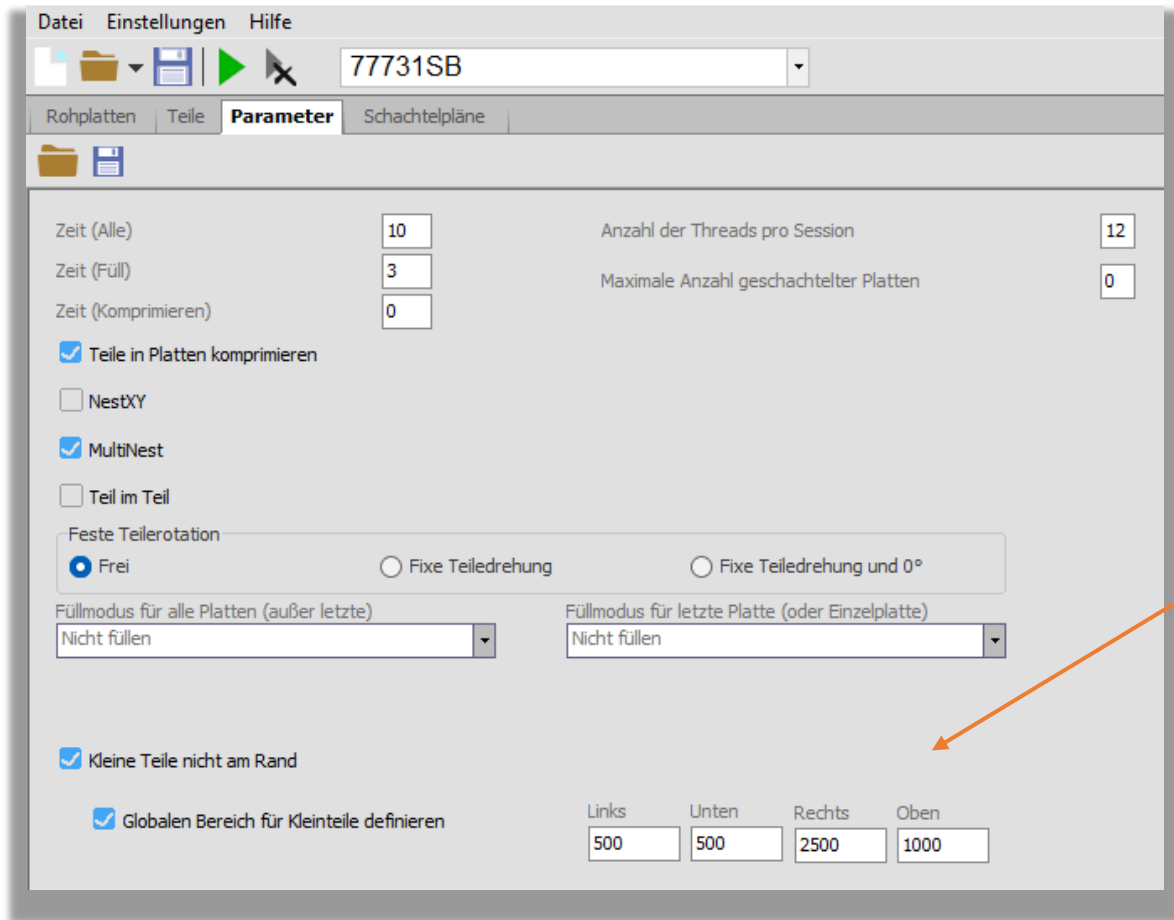 Datei Einstellungen Hilfe
77731SB
Rohplatten Teile Parameter Schachtelpläne
Zeit (Alle) 10 Anzahl der Threads pro Session 12
Zeit (Füll) 3 Maximale Anzahl geschachtelter Platten 0
Zeit (Komprimieren) 0
Teile in Platten komprimieren
NestXY
MultiNest
Teil im Teil
Feste Teilerotation
Frei Fixe Teiledrehung Fixe Teiledrehung und 0°
Füllmodus für alle Platten (außer letzte) Füllmodus für letzte Platte (oder Einzelplatte)
Nicht füllen Nicht füllen
Kleine Teile nicht am Rand
Links Unten Rechts Oben
Globalen Bereich für Kleinteile definieren 500 500 2500 1000